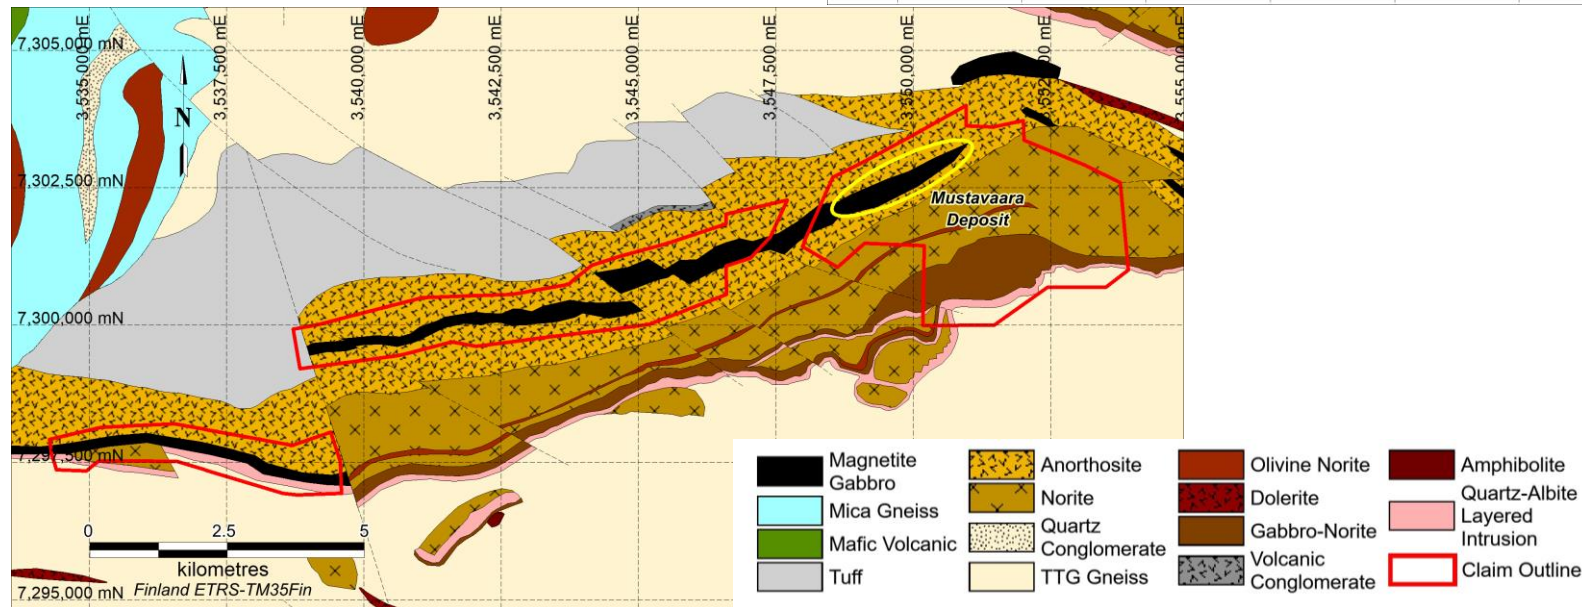 7,305,000 mN
3,535,000 mE
3,537,500 mE
3,540,000 mE
3,542,500 mE
3,545,000 mE
3,547,500 mE
3,550,000 mE
N
7,302,500 mN
Mustavaara
Deposit
7,300,000 mN
0
2.5
5
kilometres
Finland ETRS-TM35Fin
7,295,000 mN
Magnetite
Gabbro
Mica Gneiss
Mafic Volcanic
Tuff
Anorthosite
Norite
Quartz
Conglomerate
TTG Gneiss
Olivine Norite
Dolerite
Gabbro-Norite
Volcanic
Conglomerate
Amphibolite
Quartz-Albite
Layered
Intrusion
Claim Outline